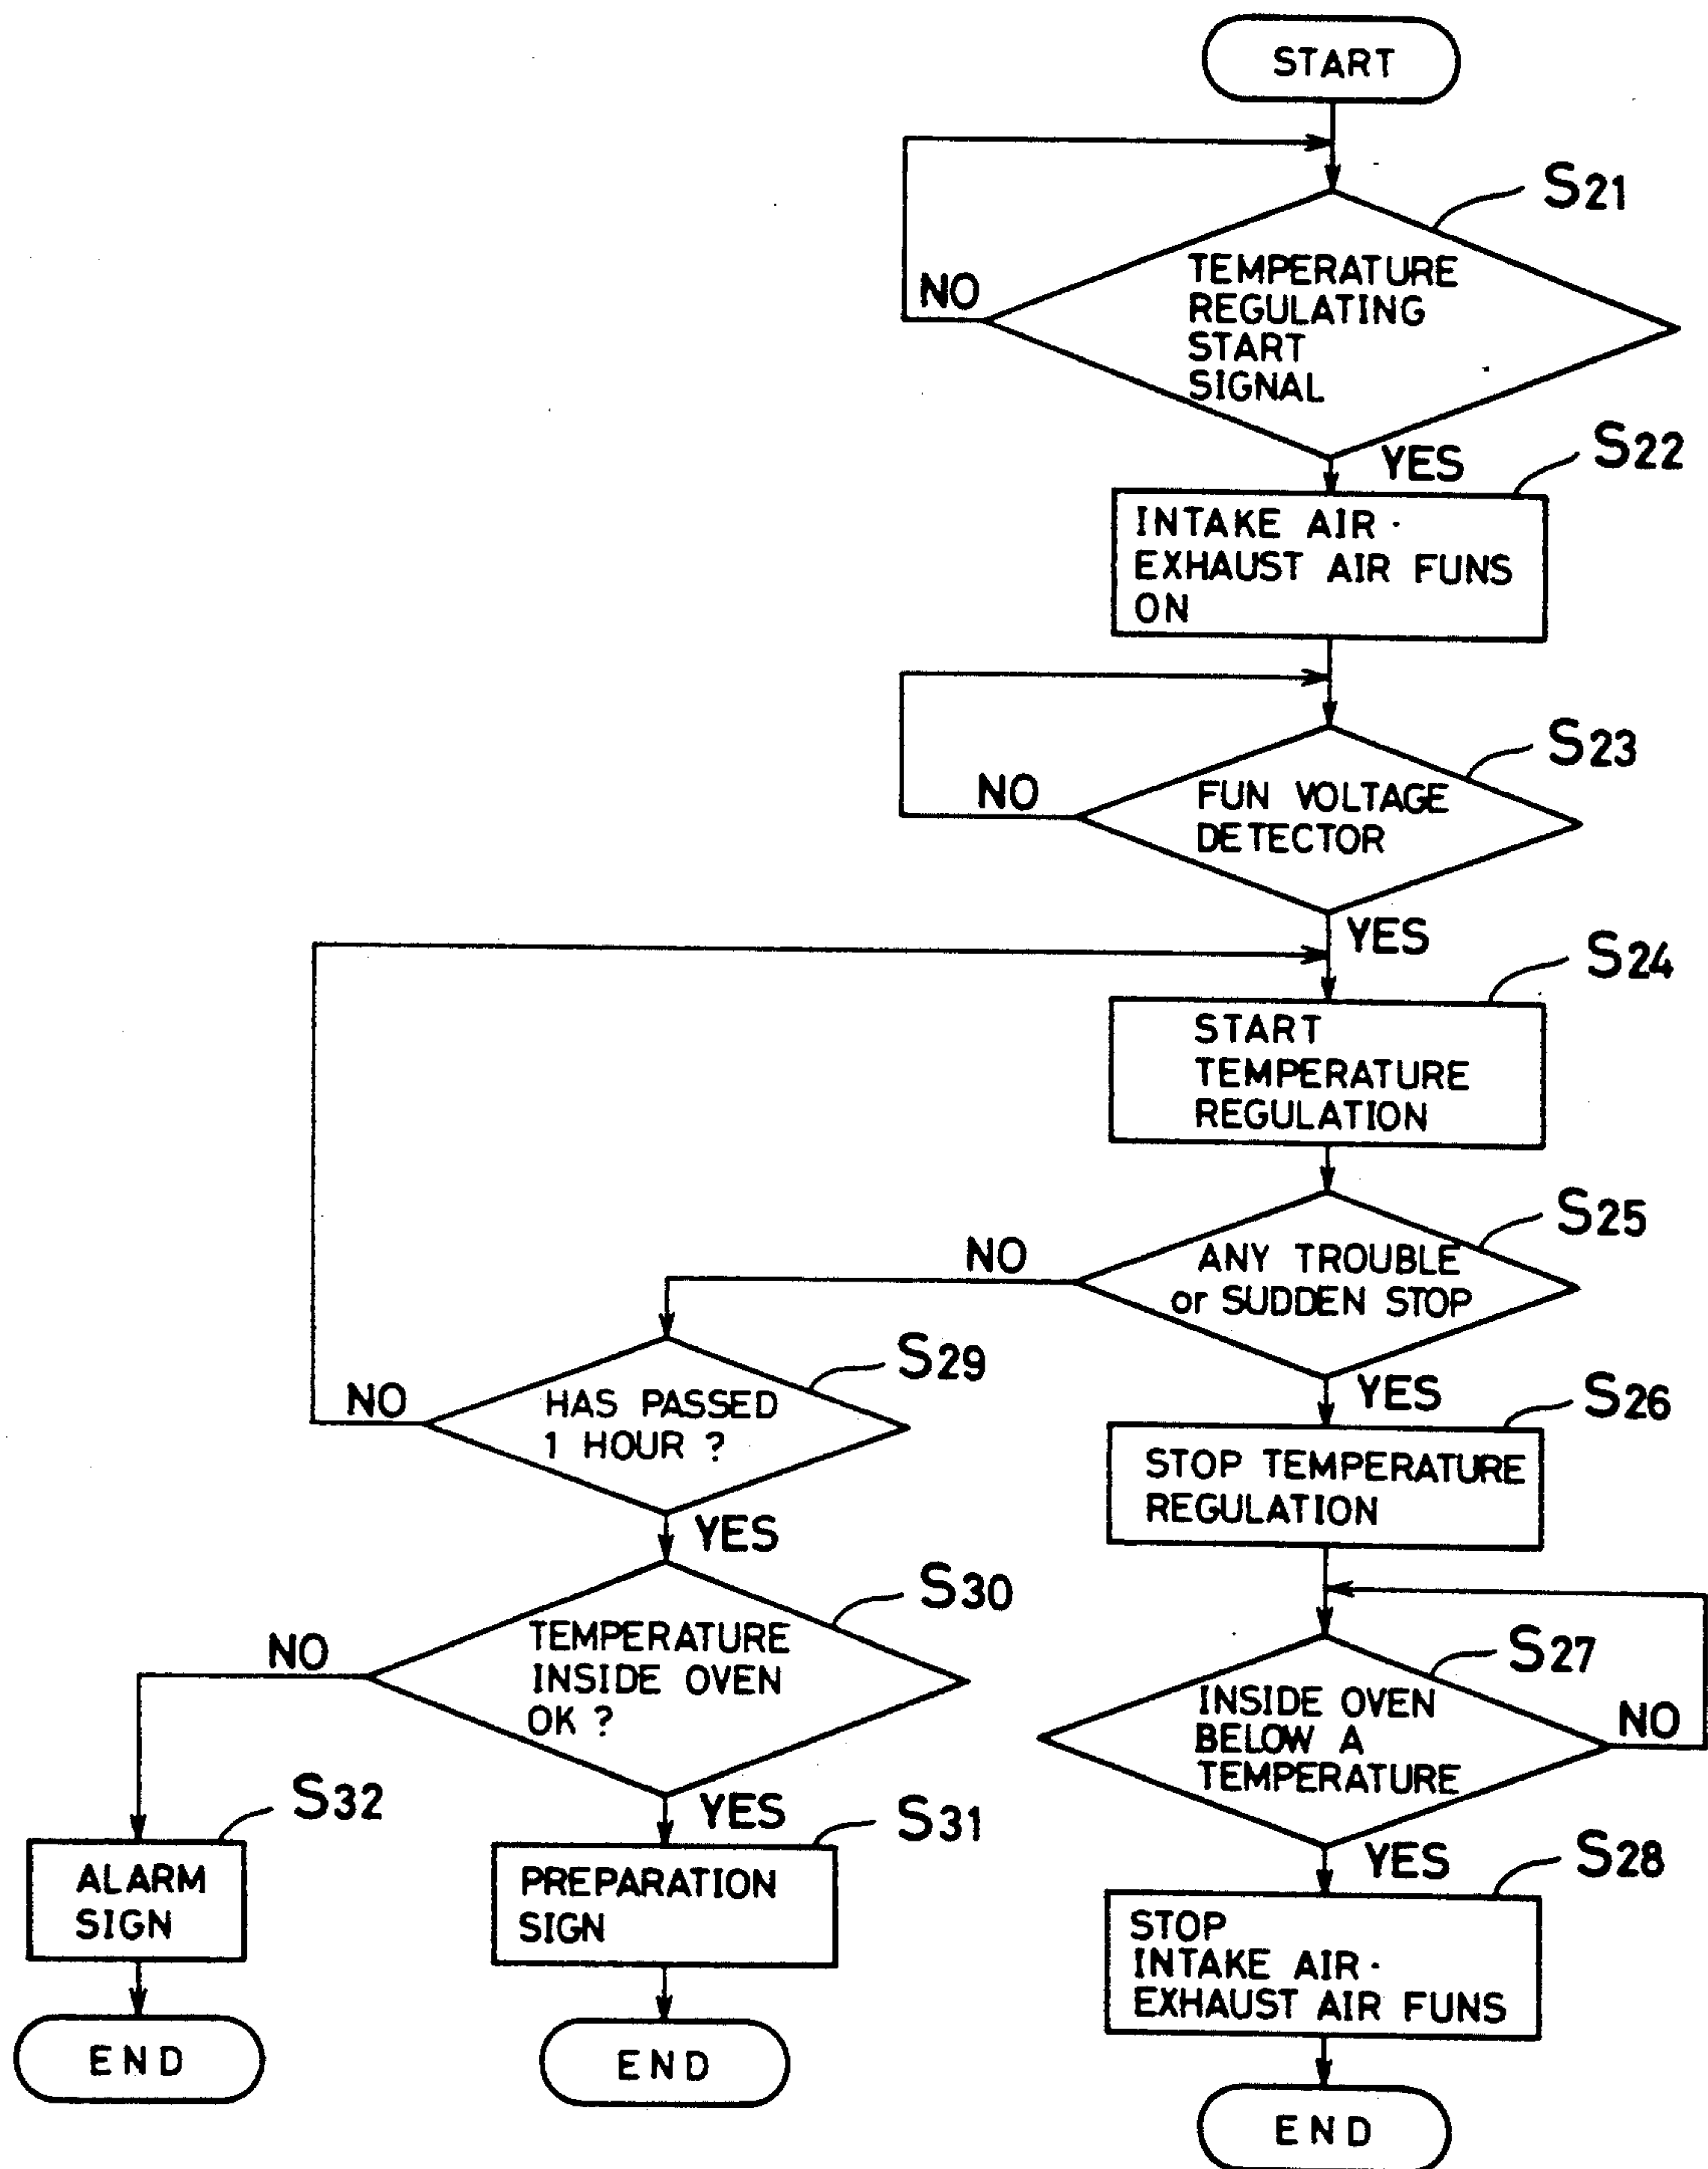 START
S21
TEMPERATURE
REGULATING
START
SIGNAL
NO
YES
S22
INTAKE AIR ·
EXHAUST AIR FUNS
ON
S23
FUN VOLTAGE
DETECTOR
NO
YES
S24
START
TEMPERATURE
REGULATION
S25
ANY TROUBLE
or SUDDEN STOP
NO
YES
S29
HAS PASSED
1 HOUR ?
NO
YES
S26
STOP TEMPERATURE
REGULATION
S30
TEMPERATURE
INSIDE OVEN
OK ?
NO
YES
S27
INSIDE OVEN
BELOW A
TEMPERATURE
NO
YES
S32
ALARM
SIGN
S31
PREPARATION
SIGN
S28
STOP
INTAKE AIR ·
EXHAUST AIR FUNS
END
END
END